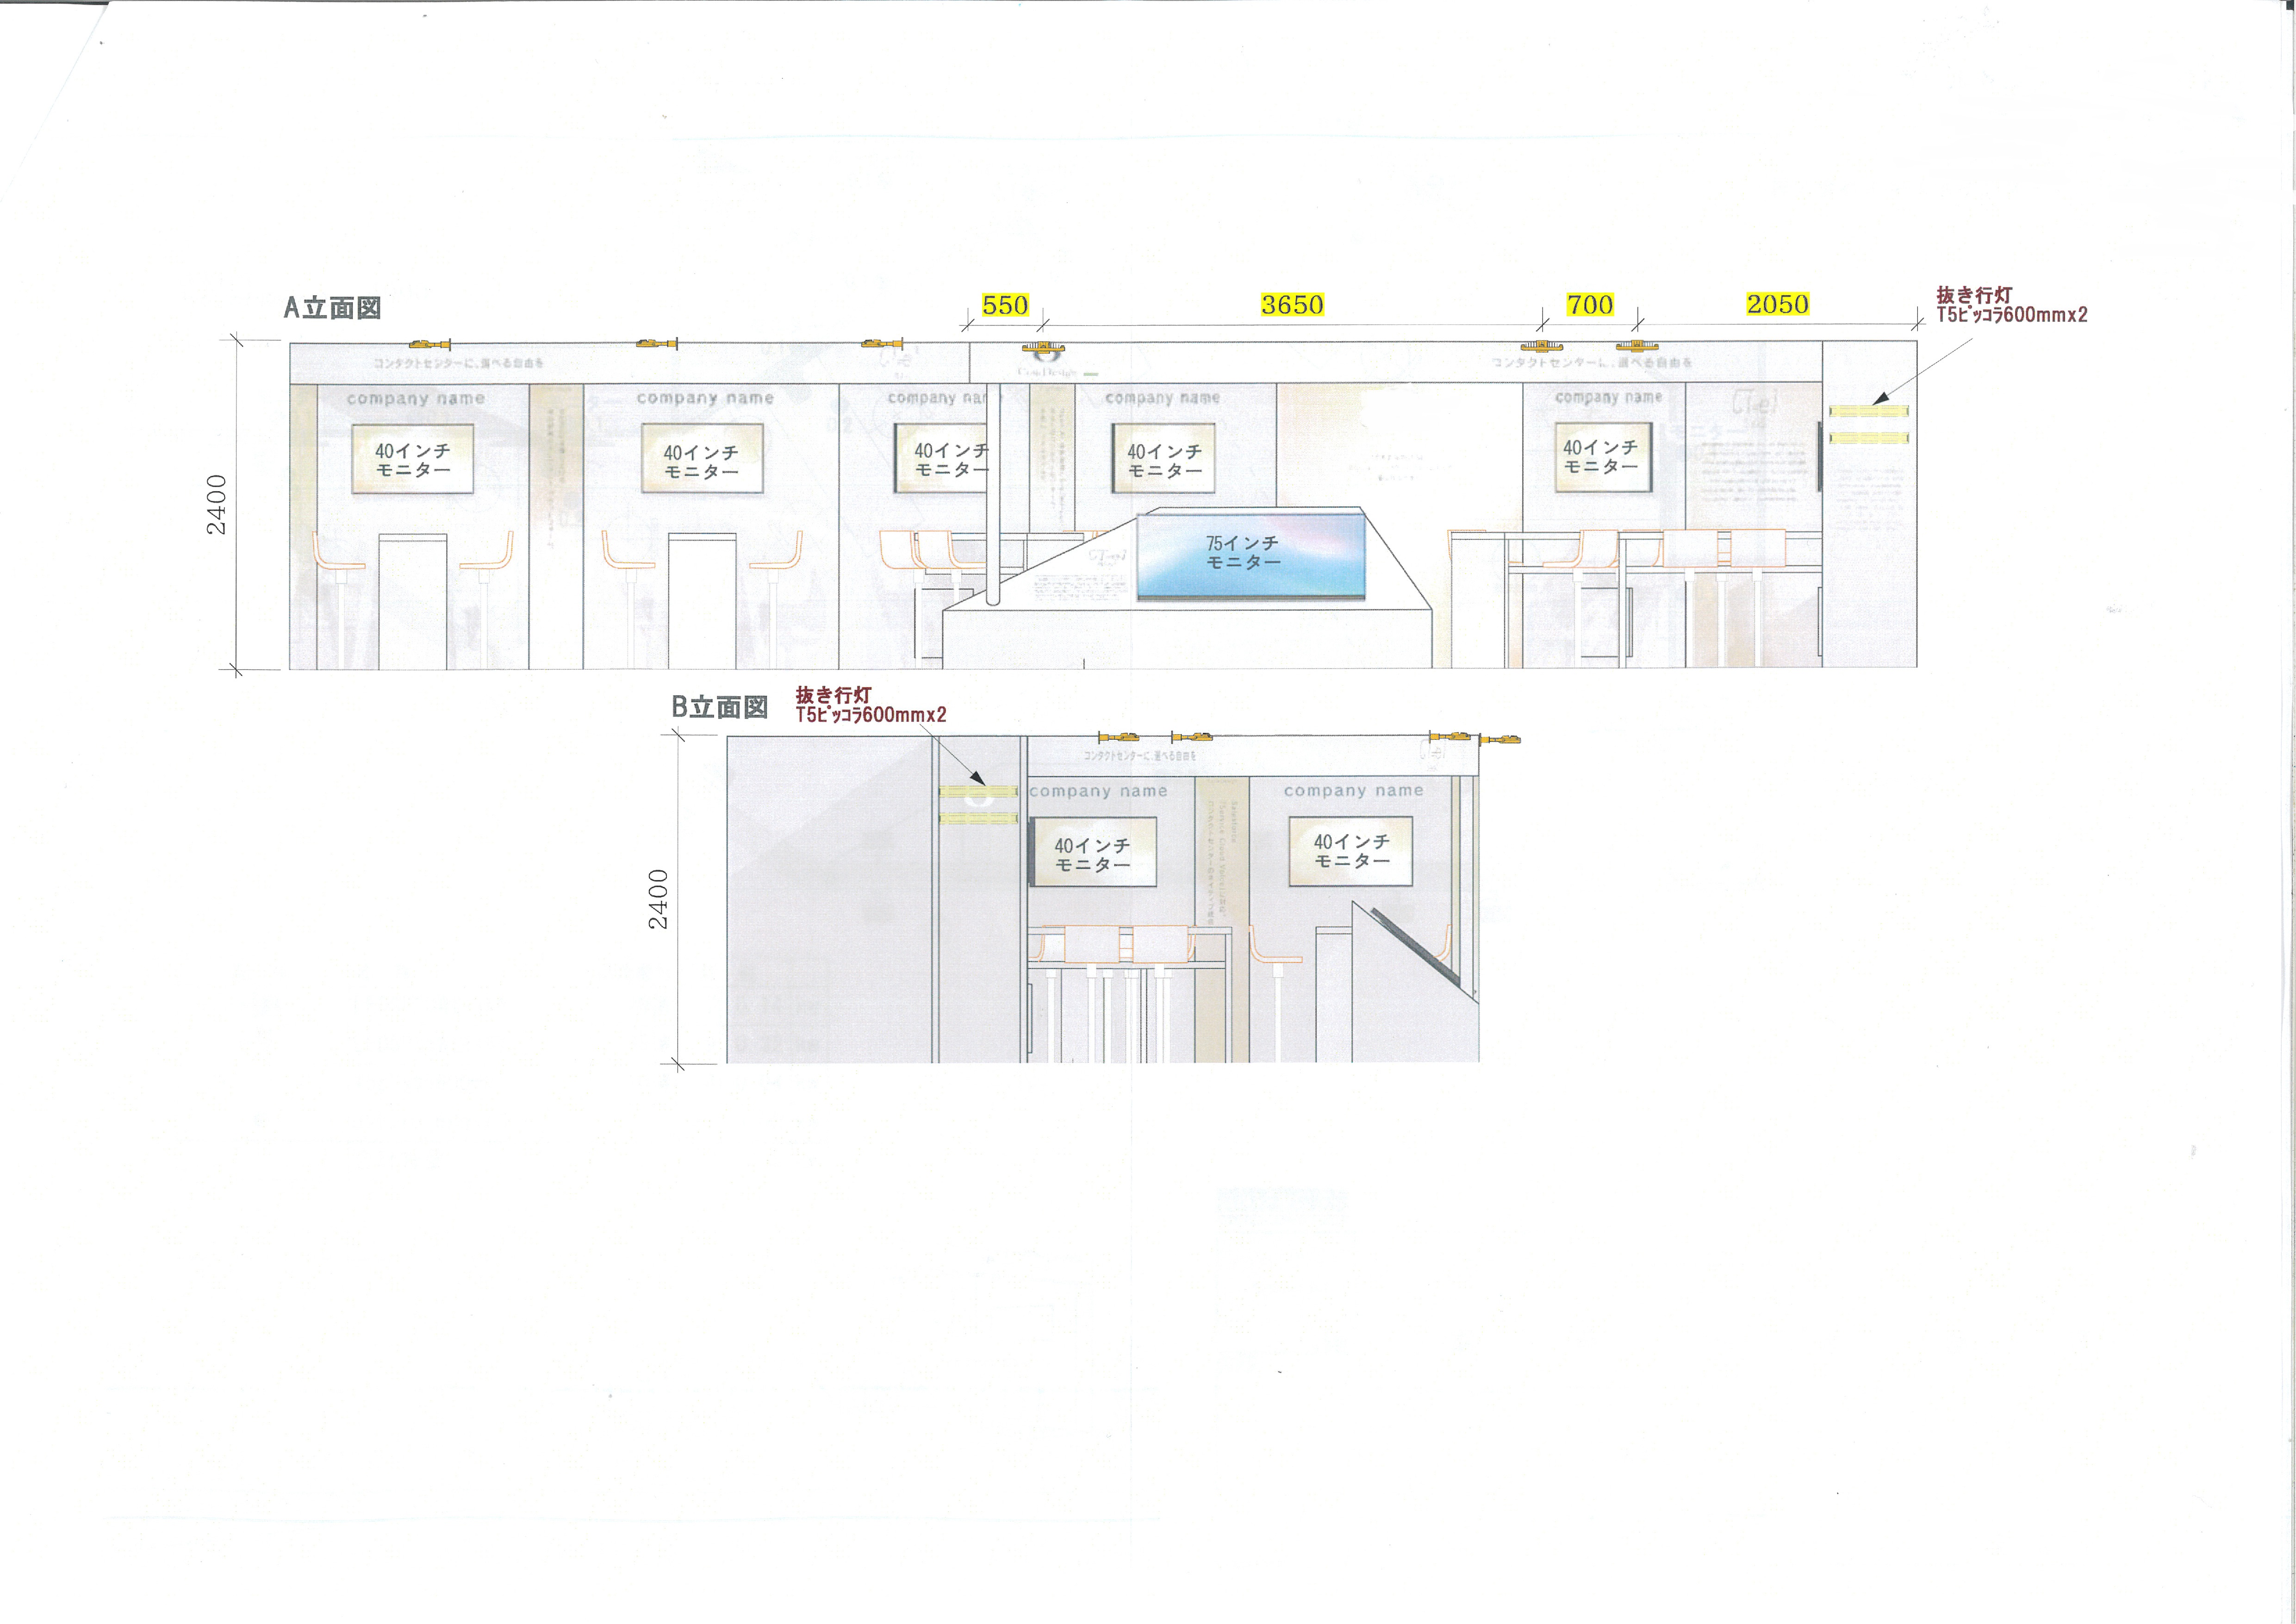 A立面図
550
3650
700
2050
抜き行灯
T5ﾋﾟｯｺﾗ600mmx2
コンタクトセンターに、選べる自由を
コンタクトセンターに、選べる自由を
company name
company name
company nar
company name
company name
40インチ
モニター
40インチ
モニター
40インチ
モニター
40インチ
モニター
40インチ
モニター
75インチ
モニター
2400
B立面図
抜き行灯
T5ﾋﾟｯｺﾗ600mmx2
コンタクトセンターに、選べる自由を
company name
company name
40インチ
モニター
40インチ
モニター
2400